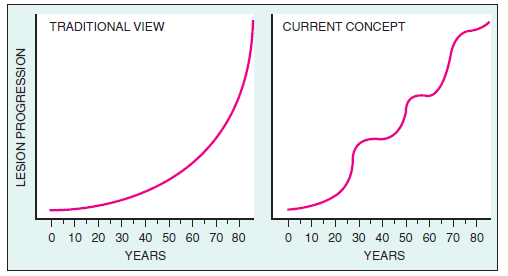 TRADITIONAL VIEW
CURRENT CONCEPT
LESION PROGRESSION
0 10 20 30 40 50 60 70 80
YEARS
0 10 20 30 40 50 60 70 80
YEARS